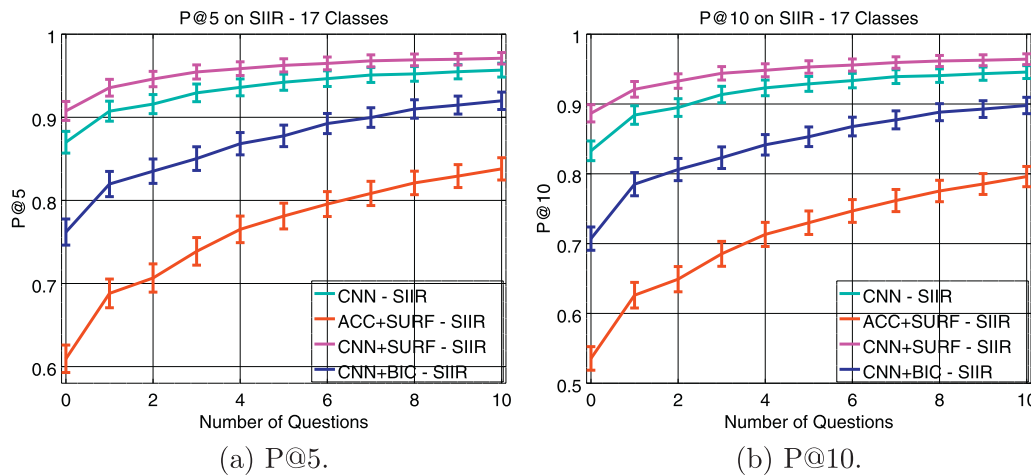 P@5 on SIIR - 17 Classes
1
0.9
0.8
0.7
0.6
P@5
0 2 4 6 8 10
Number of Questions
CNN - SIIR
ACC+SURF - SIIR
CNN+SURF - SIIR
CNN+BIC - SIIR
(a) P@5.
P@10 on SIIR - 17 Classes
1
0.9
0.8
0.7
0.6
0.5
P@10
0 2 4 6 8 10
Number of Questions
CNN - SIIR
ACC+SURF - SIIR
CNN+SURF - SIIR
CNN+BIC - SIIR
(b) P@10.